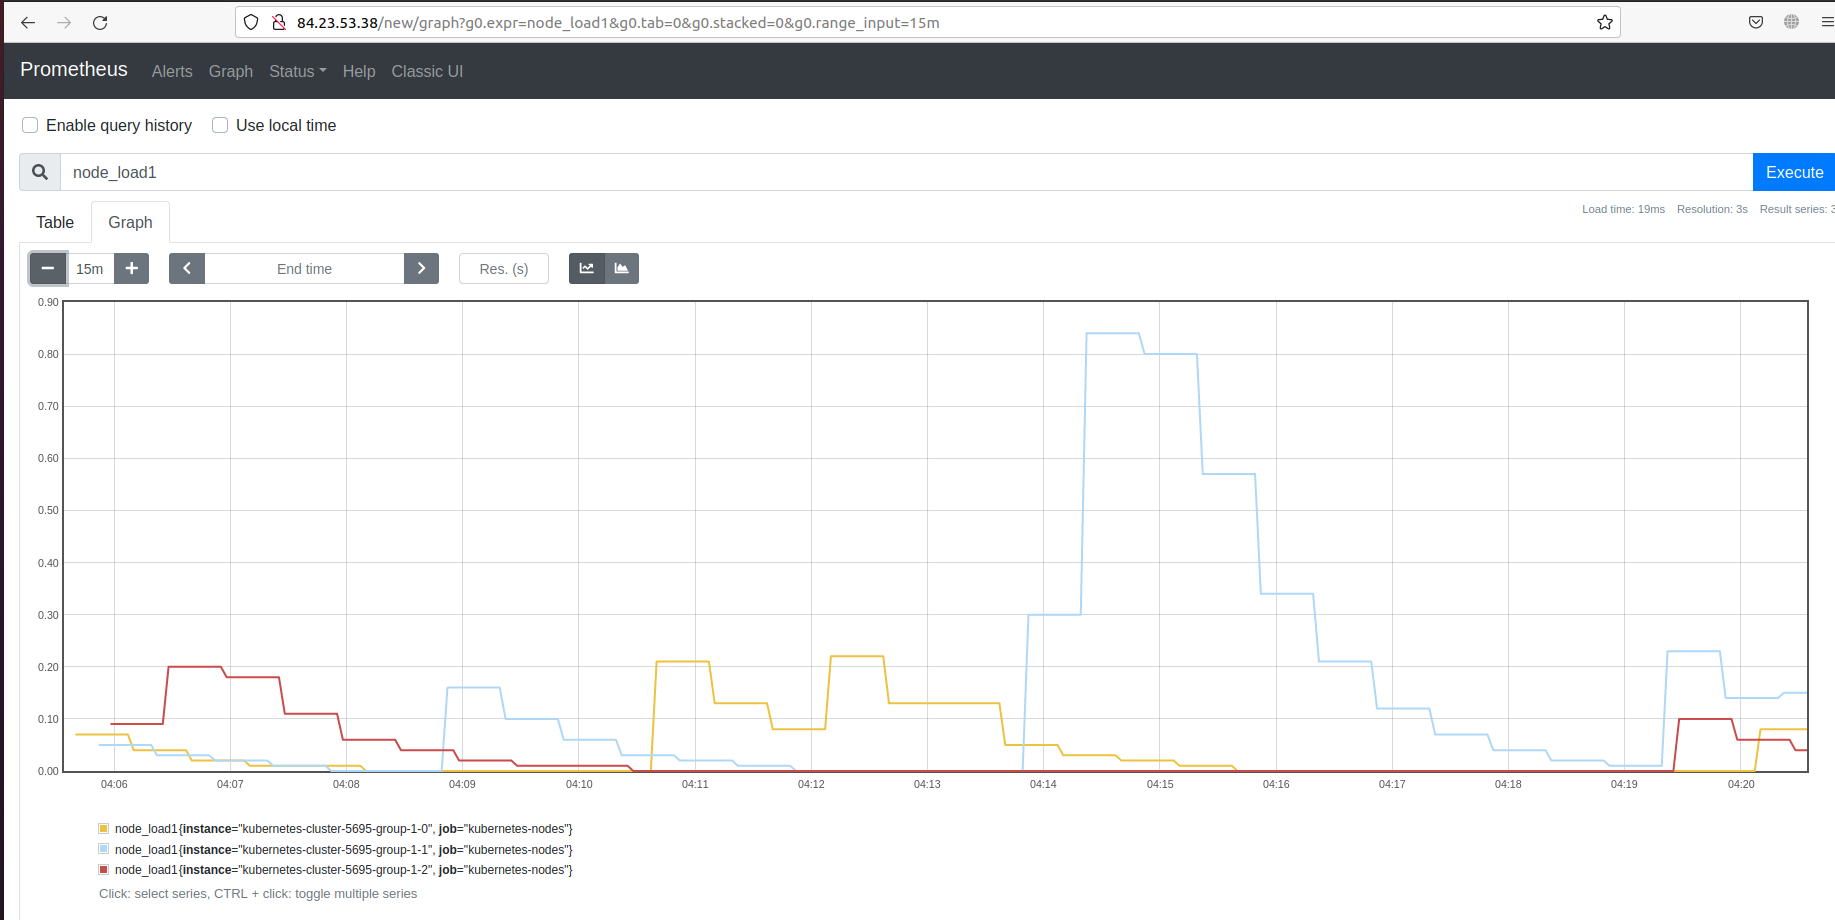 84.23.53.38/new/graph?g0.expr=node_load1&g0.tab=0&g0.stacked=0&g0.range_input=15m
Prometheus Alerts Graph Status Help Classic UI
Enable query history Use local time
node_load1 Execute
Table Graph Load time: 19ms Resolution: 3s Result series: 3
15m End time Res. (s)
0.90
0.80
0.70
0.60
0.50
0.40
0.30
0.20
0.10
0.00
04:06 04:07 04:08 04:09 04:10 04:11 04:12 04:13 04:14 04:15 04:16 04:17 04:18 04:19 04:20
node_load1{instance="kubernetes-cluster-5695-group-1-0", job="kubernetes-nodes"}
node_load1{instance="kubernetes-cluster-5695-group-1-1", job="kubernetes-nodes"}
node_load1{instance="kubernetes-cluster-5695-group-1-2", job="kubernetes-nodes"}
Click: select series, CTRL + click: toggle multiple series